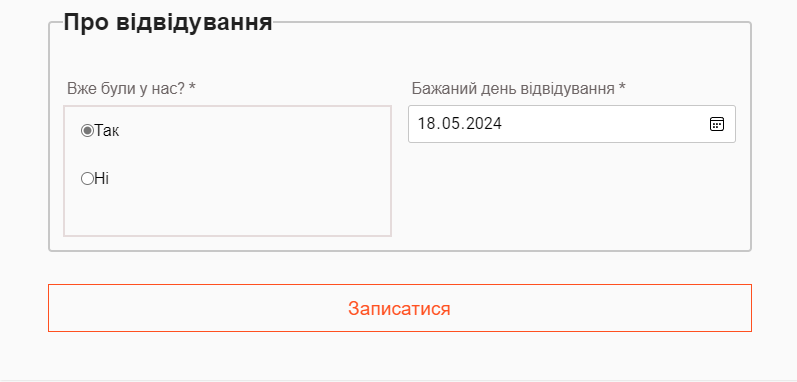 Про відвідування
Вже були у нас? *
Так
Ні
Бажаний день відвідування *
18.05.2024
Записатися